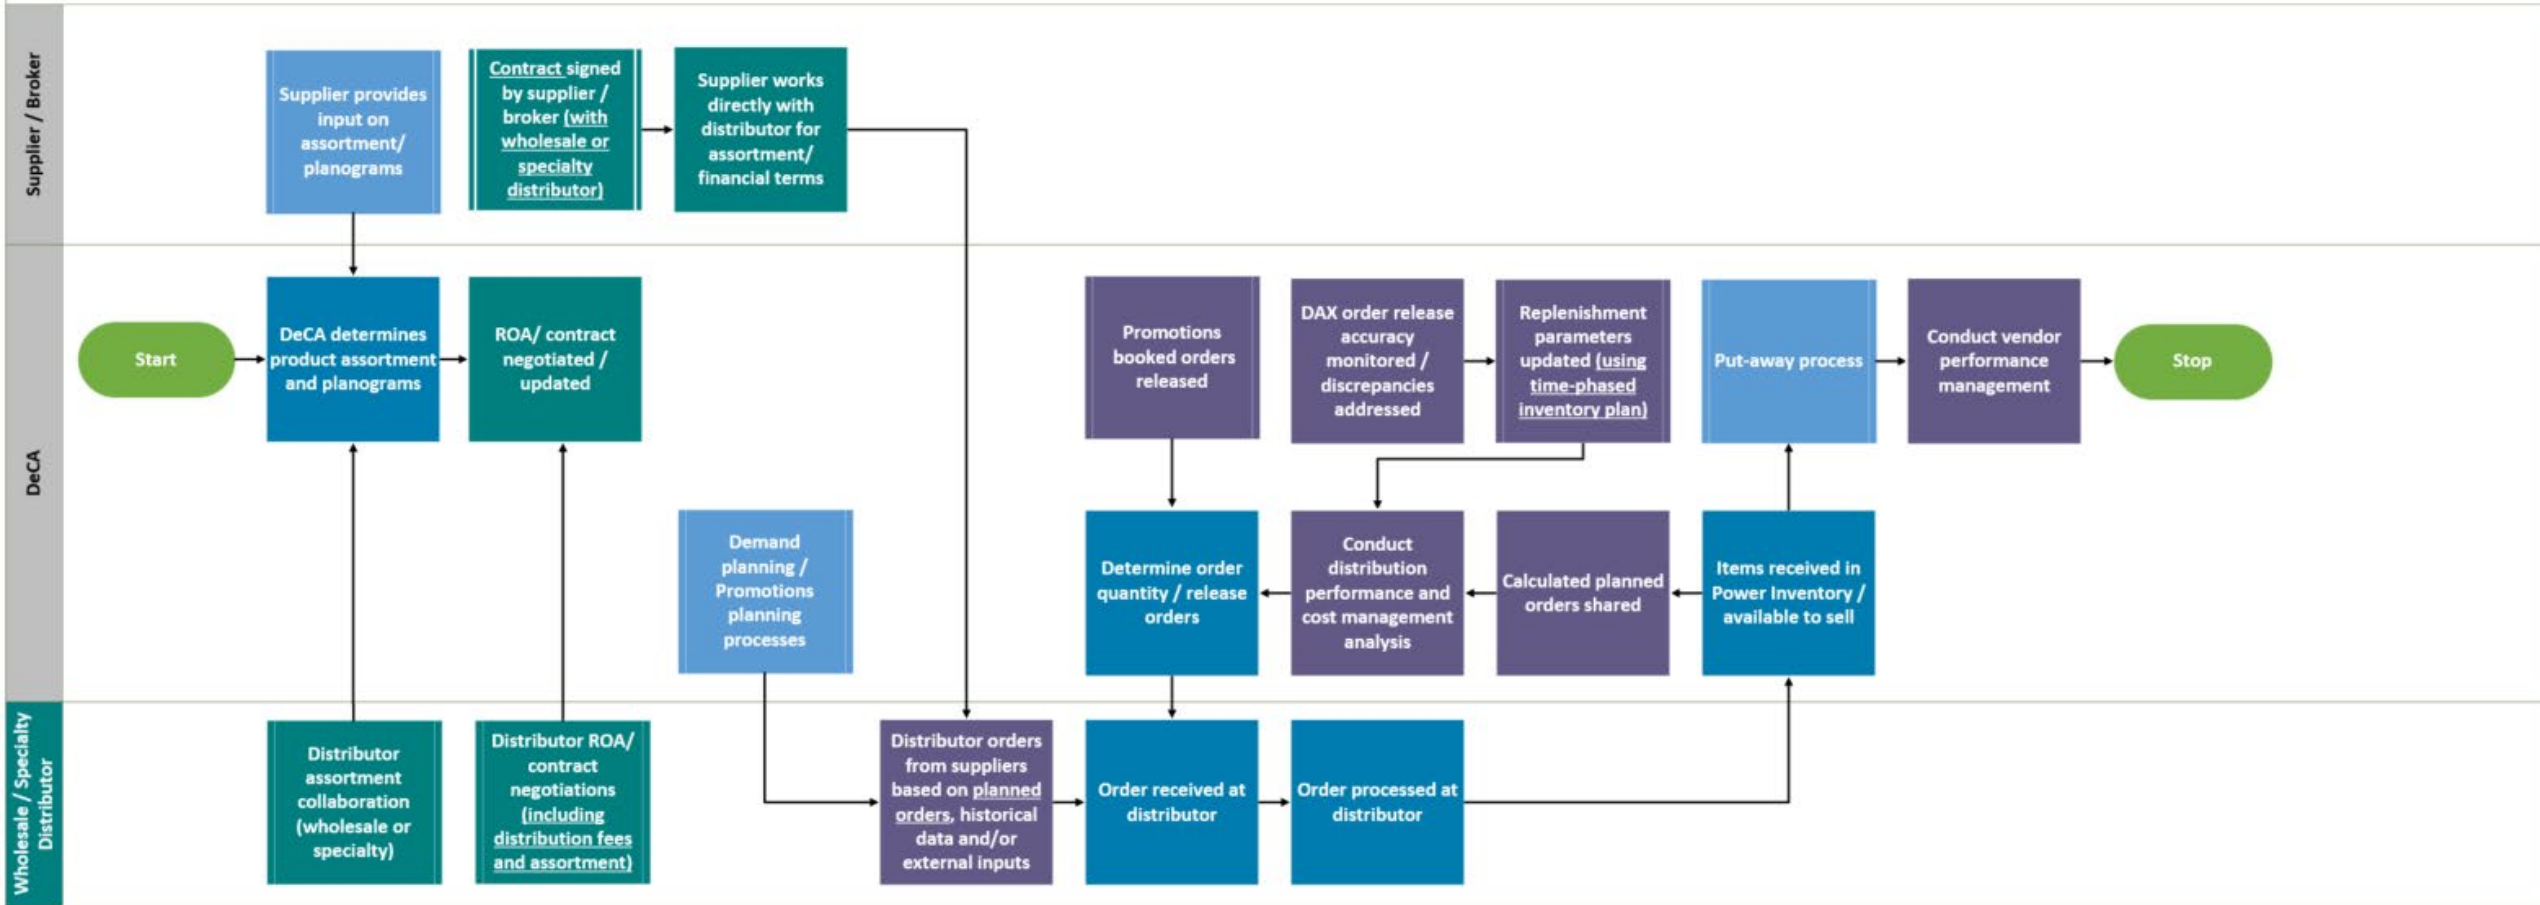 Supplier / Broker
Supplier provides
input on
assortment/
planograms
Contract signed
by supplier /
broker (with
wholesale or
specialty
distributor)
Supplier works
directly with
distributor for
assortment/
financial terms
DeCA
Start
DeCA determines
product assortment
and planograms
ROA/ contract
negotiated /
updated
Demand
planning /
Promotions
planning
processes
Promotions
booked orders
released
DAX order release
accuracy
monitored /
discrepancies
addressed
Replenishment
parameters
updated (using
time-phased
inventory plan)
Put-away process
Conduct vendor
performance
management
Stop
Determine order
quantity / release
orders
Conduct
distribution
performance and
cost management
analysis
Calculated planned
orders shared
Items received in
Power Inventory /
available to sell
Wholesale / Specialty
Distributor
Distributor
assortment
collaboration
(wholesale or
specialty)
Distributor ROA/
contract
negotiations
(including
distribution fees
and assortment)
Distributor orders
from suppliers
based on planned
orders, historical
data and/or
external inputs
Order received at
distributor
Order processed at
distributor